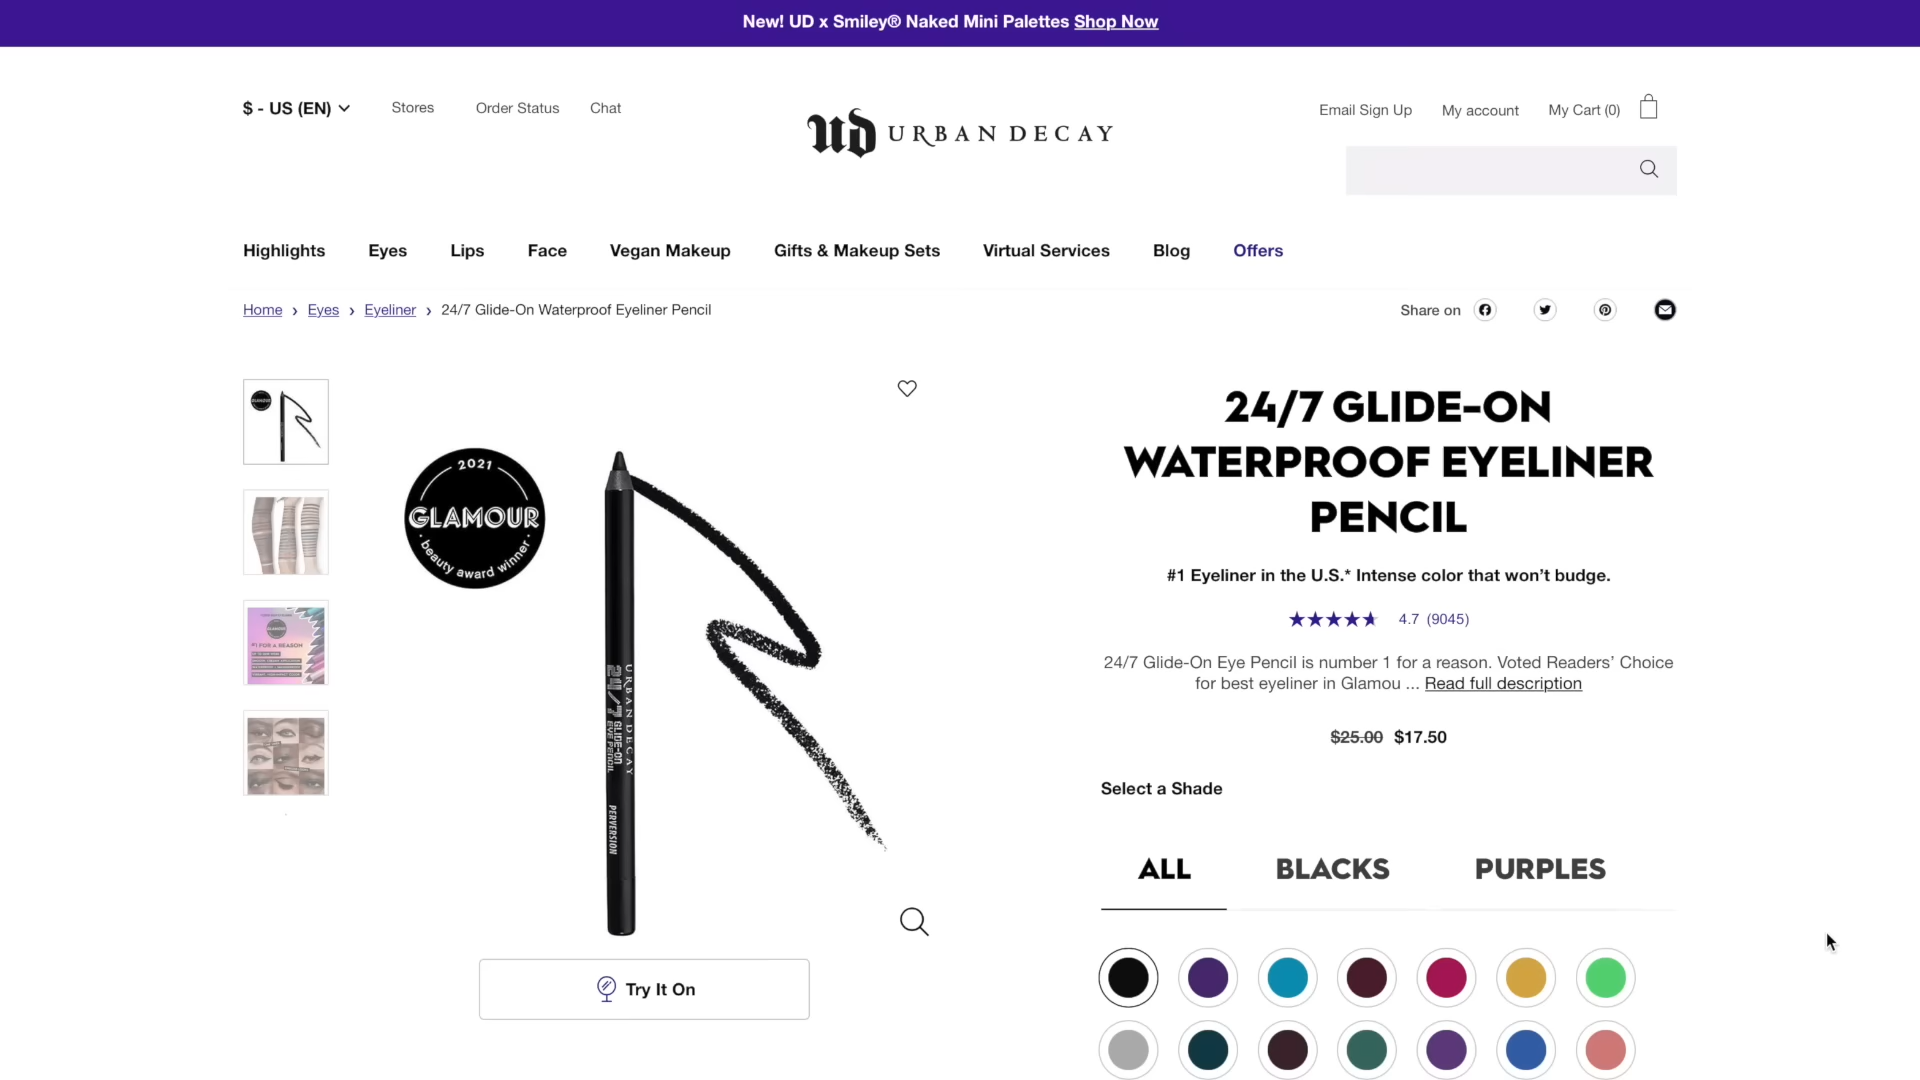 New! UD x Smiley® Naked Mini Palettes Shop Now
$ - US (EN)
Stores
Order Status
Chat
UD URBAN DECAY
Email Sign Up
My account
My Cart (0)
Highlights
Eyes
Lips
Face
Vegan Makeup
Gifts & Makeup Sets
Virtual Services
Blog
Offers
Home › Eyes › Eyeliner › 24/7 Glide-On Waterproof Eyeliner Pencil
Share on
GLAMOUR
#1 FOR A REASON
2021
GLAMOUR
beauty award winner
URBAN DECAY
24/7 GLIDE-ON
EYE PENCIL
PERVERSION
Try It On
24/7 GLIDE-ON
WATERPROOF EYELINER
PENCIL
#1 Eyeliner in the U.S.* Intense color that won’t budge.
4.7 (9045)
24/7 Glide-On Eye Pencil is number 1 for a reason. Voted Readers’ Choice
for best eyeliner in Glamou ... Read full description
$25.00 $17.50
Select a Shade
ALL
BLACKS
PURPLES